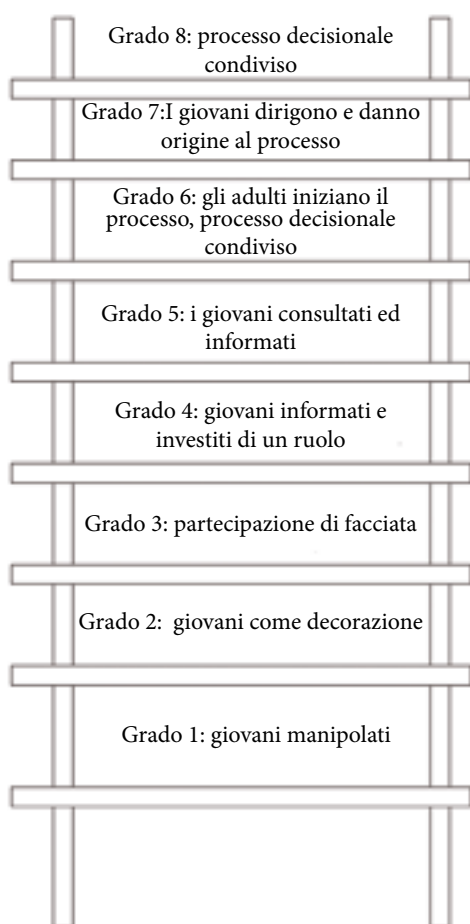 Grado 8: processo decisionale
condiviso
Grado 7:I giovani dirigono e danno
origine al processo
Grado 6: gli adulti iniziano il
processo, processo decisionale
condiviso
Grado 5: i giovani consultati ed
informati
Grado 4: giovani informati e
investiti di un ruolo
Grado 3: partecipazione di facciata
Grado 2:  giovani come decorazione
Grado 1: giovani manipolati